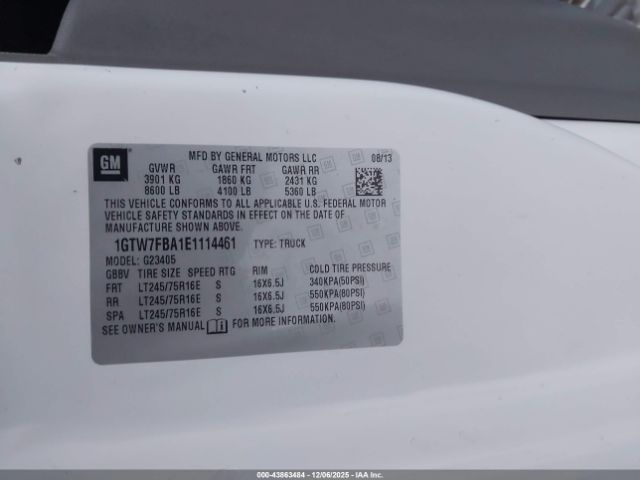 GM
MFD BY GENERAL MOTORS LLC 08/13
GVWR GAWR FRT GAWR RR
3901 KG 1860 KG 2431 KG
8600 LB 4100 LB 5360 LB
THIS VEHICLE CONFORMS TO ALL APPLICABLE U.S. FEDERAL MOTOR
VEHICLE SAFETY STANDARDS IN EFFECT ON THE DATE OF
MANUFACTURE SHOWN ABOVE.
1GTW7FBA1E1114461 TYPE: TRUCK
MODEL: G23405
GBBV TIRE SIZE SPEED RTG RIM COLD TIRE PRESSURE
FRT LT245/75R16E S 16X6.5J 340KPA(50PSI)
RR LT245/75R16E S 16X6.5J 550KPA(80PSI)
SPA LT245/75R16E S 16X6.5J 550KPA(80PSI)
SEE OWNER'S MANUAL FOR MORE INFORMATION.
000-43863484 | 12/06/2025 | IAA Inc.